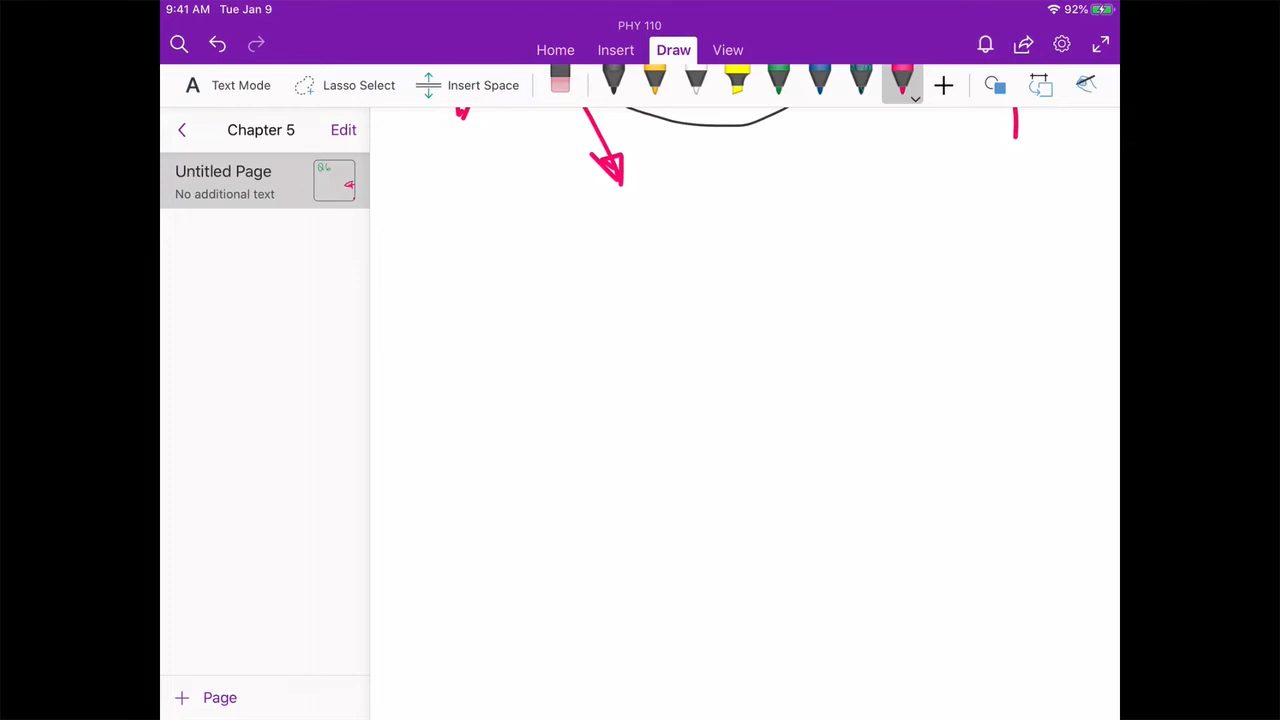 9:41 AM Tue Jan 9
92%
PHY 110
Home Insert Draw View
A Text Mode Lasso Select Insert Space
Chapter 5 Edit
Untitled Page
No additional text
Page